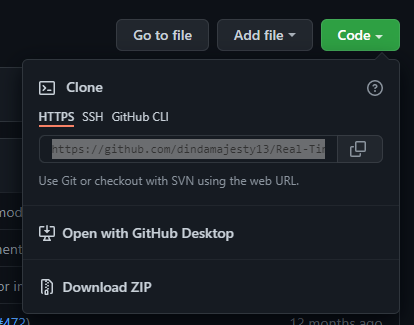 Go to file
Add file
Code
Clone
HTTPS
SSH
GitHub CLI
https://github.com/dindamajesty13/Real-Tim
Use Git or checkout with SVN using the web URL.
mod
Open with GitHub Desktop
ment
Download ZIP
or in
#472)
12 months ago